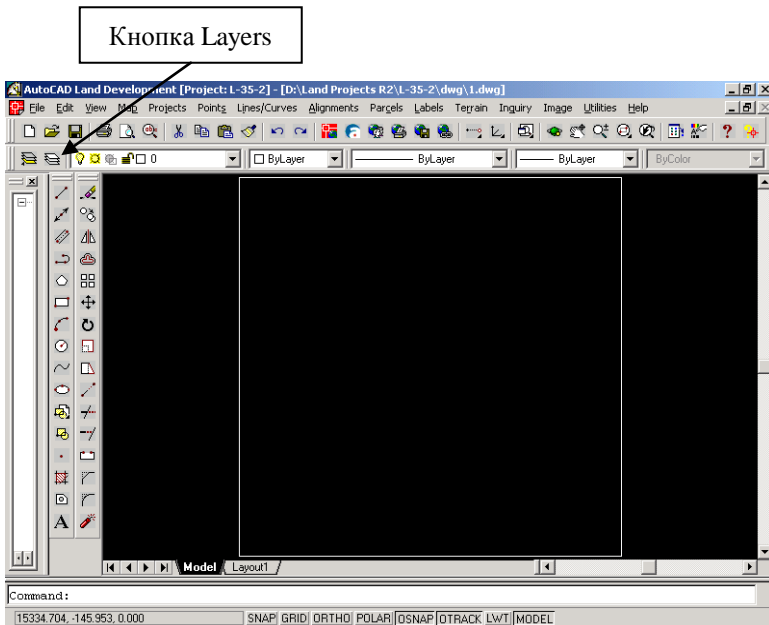 Кнопка Layers
AutoCAD Land Development [Project: L-35-2] - [D:\Land Projects R2\L-35-2\dwg\1.dwg]
File Edit View Map Projects Points Lines/Curves Alignments Parcels Labels Terrain Inquiry Image Utilities Help
0 ByLayer ByLayer ByLayer ByColor
A
Model Layout1
Command:
15334.704, -145.953, 0.000 SNAP GRID ORTHO POLAR OSNAP OTRACK LWT MODEL